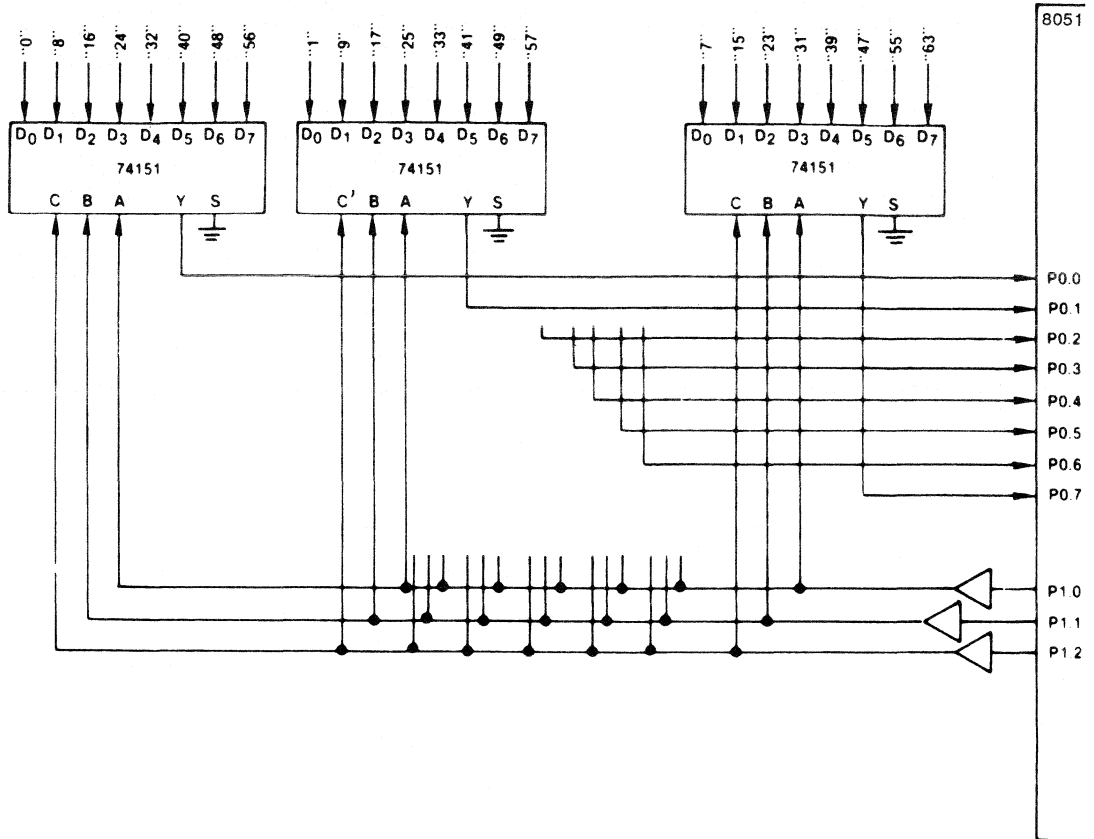 8051
"0" "8" "16" "24" "32" "40" "48" "56" "1" "9" "17" "25" "33" "41" "49" "57" "7" "15" "23" "31" "39" "47" "55" "63"
D0 D1 D2 D3 D4 D5 D6 D7 D0 D1 D2 D3 D4 D5 D6 D7 D0 D1 D2 D3 D4 D5 D6 D7
74151 74151 74151
C B A Y S C' B A Y S C B A Y S
P0.0
P0.1
P0.2
P0.3
P0.4
P0.5
P0.6
P0.7
P1.0
P1.1
P1.2